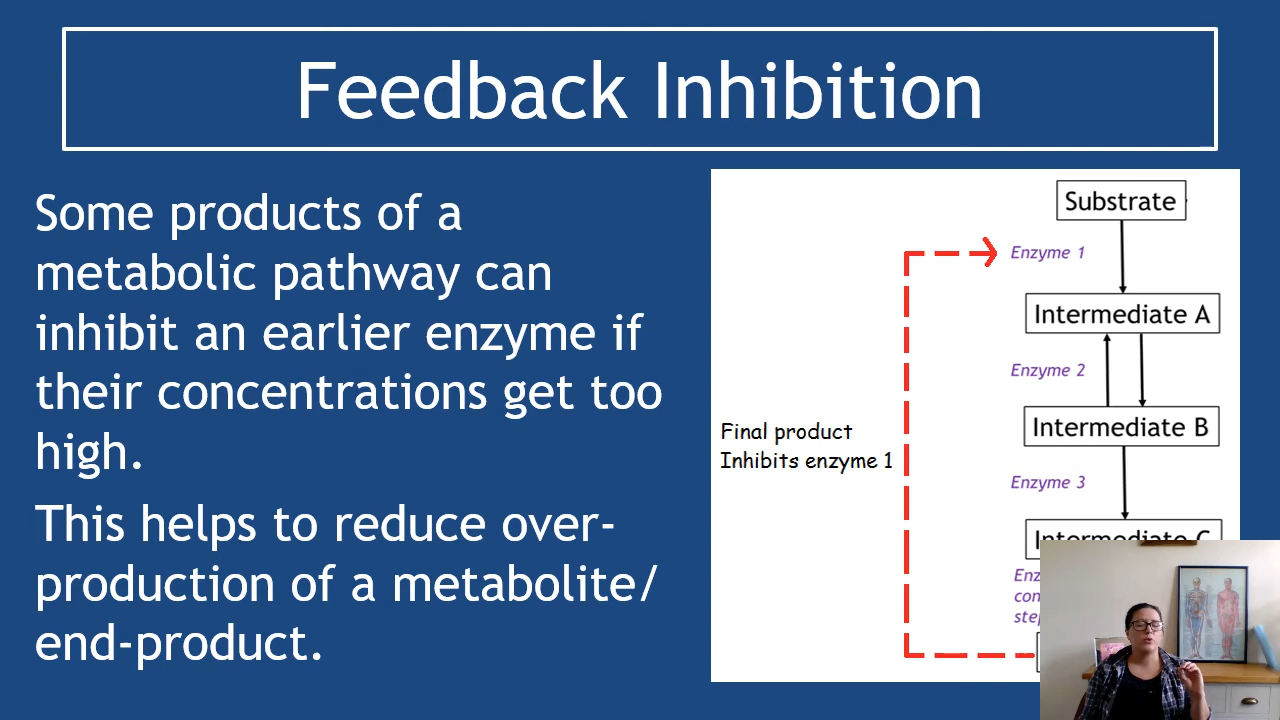 Feedback Inhibition
Some products of a
metabolic pathway can
inhibit an earlier enzyme if
their concentrations get too
high.
This helps to reduce over-
production of a metabolite/
end-product.
Substrate
Enzyme 1
Intermediate A
Enzyme 2
Final product
Inhibits enzyme 1
Intermediate B
Enzyme 3
Intermediate C